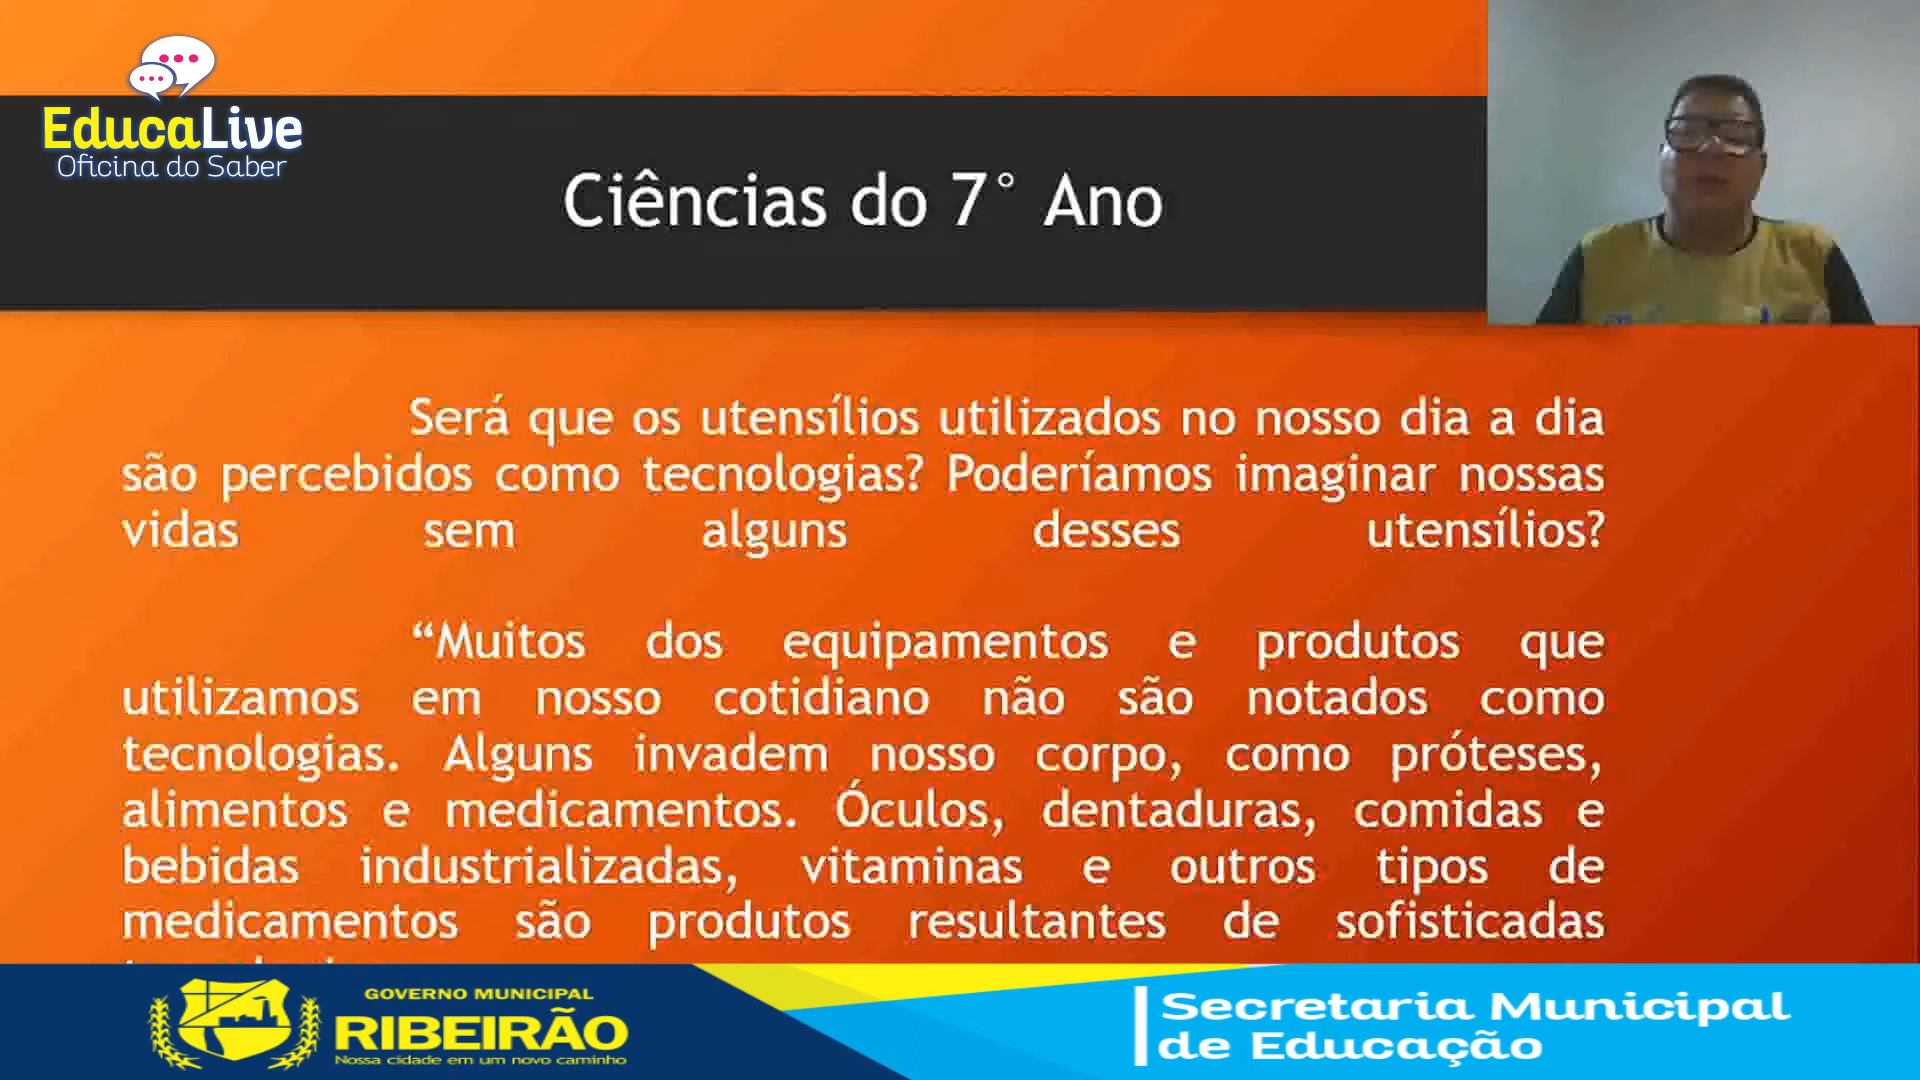 EducaLive
Oficina do Saber
Ciências do 7° Ano
Será que os utensílios utilizados no nosso dia a dia
são percebidos como tecnologias? Poderíamos imaginar nossas
vidas sem alguns desses utensílios?
“Muitos dos equipamentos e produtos que
utilizamos em nosso cotidiano não são notados como
tecnologias. Alguns invadem nosso corpo, como próteses,
alimentos e medicamentos. Óculos, dentaduras, comidas e
bebidas industrializadas, vitaminas e outros tipos de
medicamentos são produtos resultantes de sofisticadas
GOVERNO MUNICIPAL
RIBEIRÃO
Nossa cidade em um novo caminho
Secretaria Municipal
de Educação